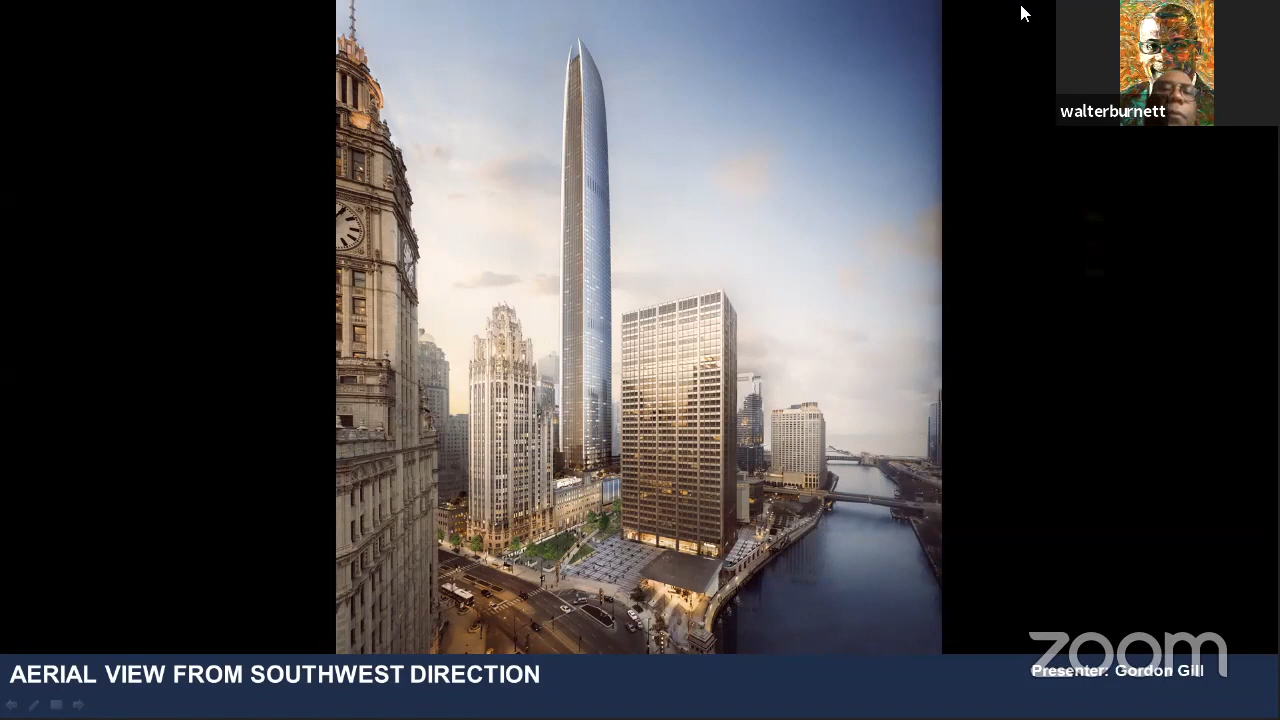 walterburnett
AERIAL VIEW FROM SOUTHWEST DIRECTION
zoom
Presenter: Gordon Gill